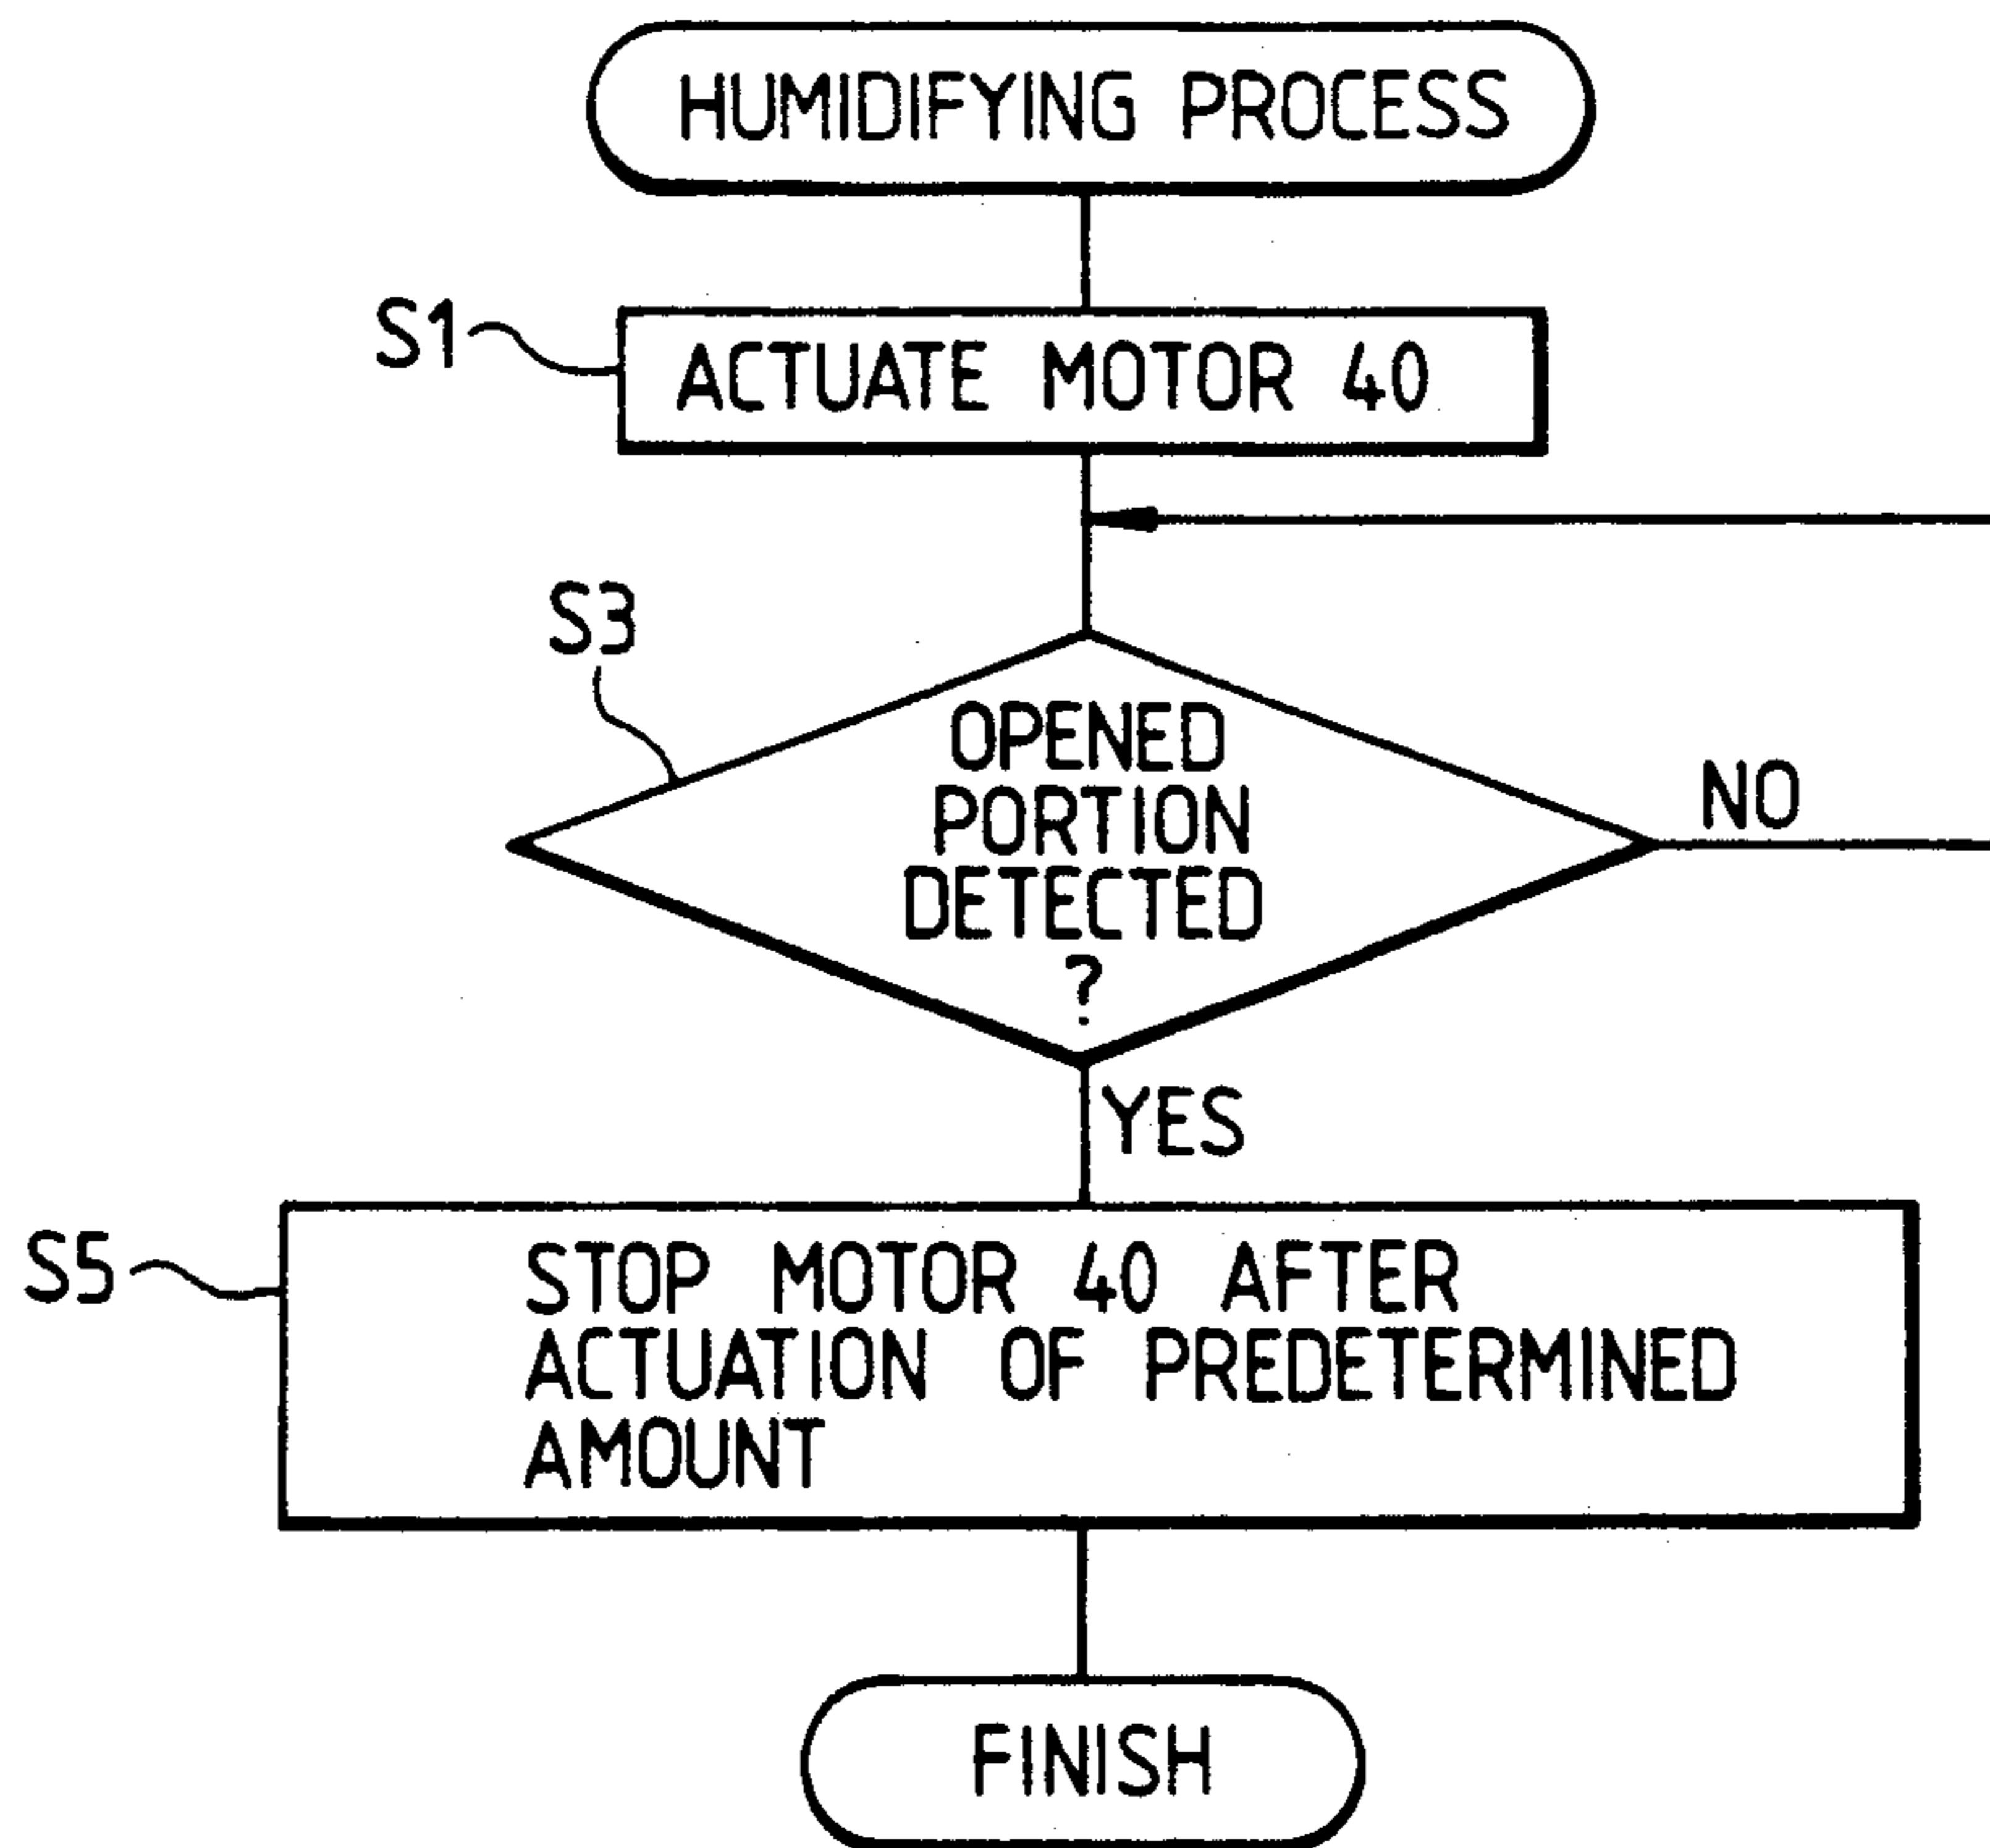 HUMIDIFYING PROCESS
S1
ACTUATE MOTOR 40
S3
OPENED
PORTION
DETECTED
?
NO
YES
S5
STOP MOTOR 40 AFTER
ACTUATION OF PREDETERMINED
AMOUNT
FINISH